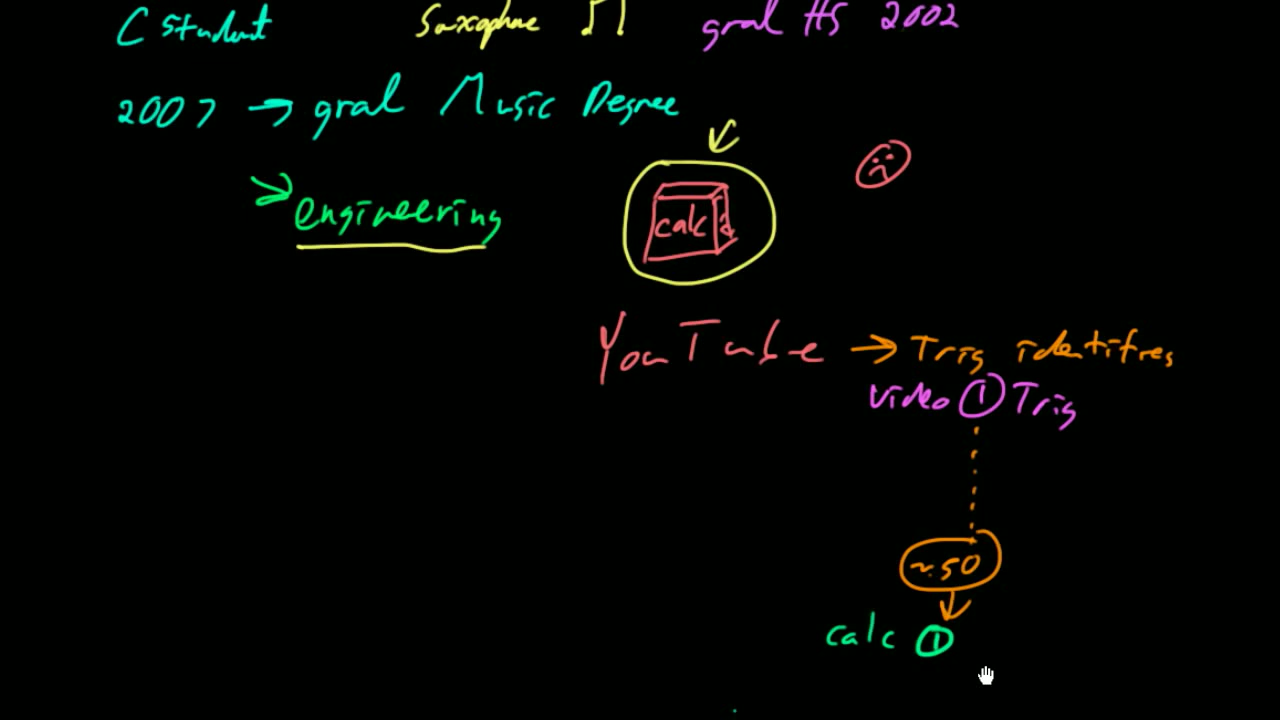 C student Saxophone grad HS 2002
2007 → grad Music Degree
engineering
calc
YouTube → Trig identities
video ① Trig
~50
calc ①